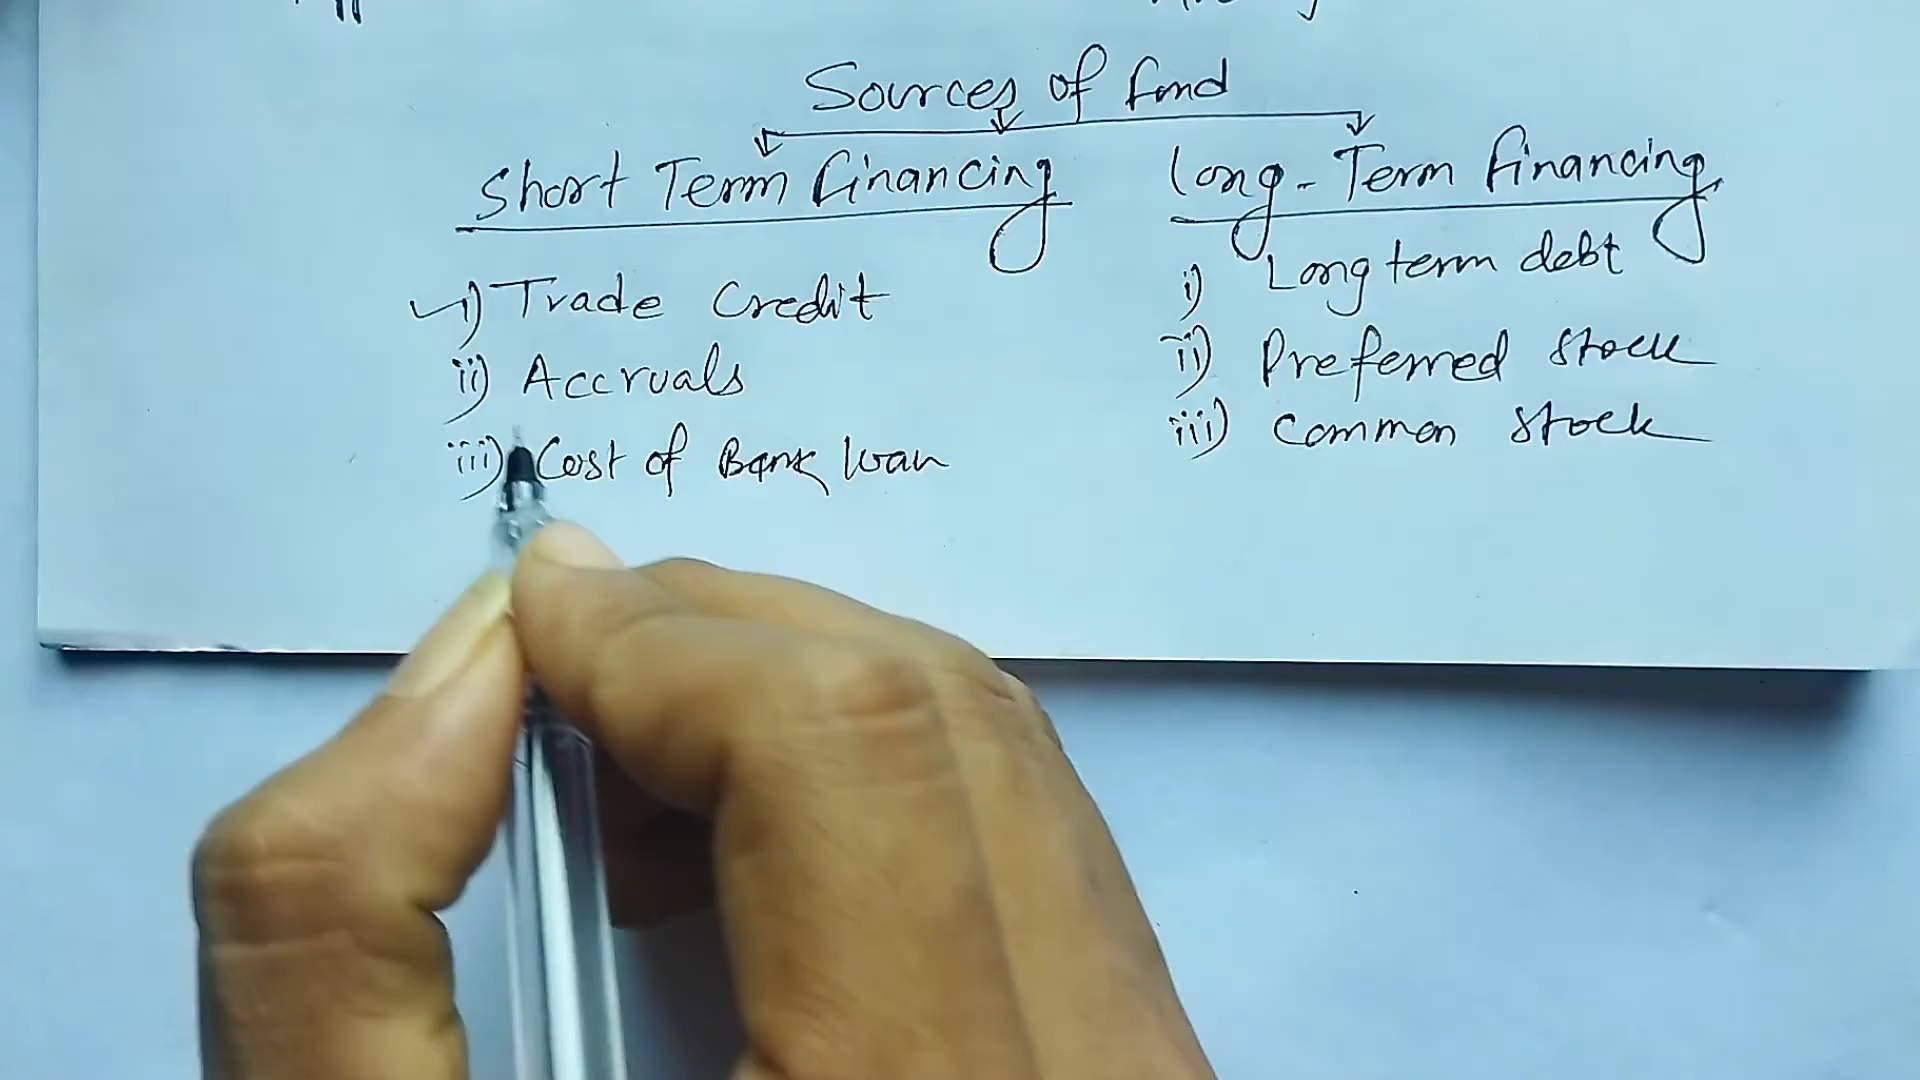 Sources of fund
Short Term financing
i) Trade Credit
ii) Accruals
iii) Cost of Bank loan
Long-Term financing
i) Long term debt
ii) Preferred stock
iii) Common stock